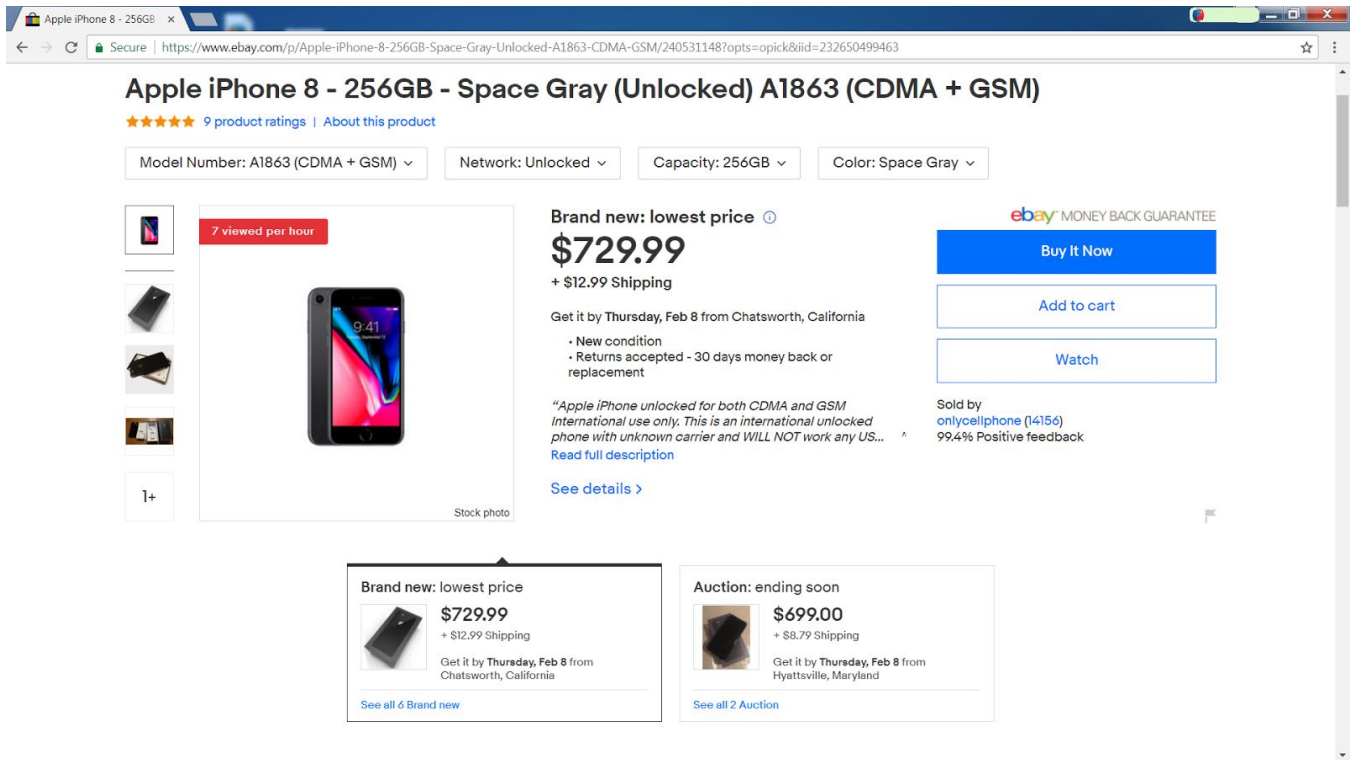 Apple iPhone 8 - 256GB
Secure | https://www.ebay.com/p/Apple-iPhone-8-256GB-Space-Gray-Unlocked-A1863-CDMA-GSM/240531148?opts=opick&iid=232650499463
Apple iPhone 8 - 256GB - Space Gray (Unlocked) A1863 (CDMA + GSM)
9 product ratings | About this product
Model Number: A1863 (CDMA + GSM)
Network: Unlocked
Capacity: 256GB
Color: Space Gray
7 viewed per hour
9:41
1+
Stock photo
Brand new: lowest price
$729.99
+ $12.99 Shipping
Get it by Thursday, Feb 8 from Chatsworth, California
• New condition
• Returns accepted - 30 days money back or
replacement
"Apple iPhone unlocked for both CDMA and GSM
International use only. This is an international unlocked
phone with unknown carrier and WILL NOT work any US... "
Read full description
See details
ebay MONEY BACK GUARANTEE
Buy It Now
Add to cart
Watch
Sold by
onlycellphone (14156)
99.4% Positive feedback
Brand new: lowest price
$729.99
+ $12.99 Shipping
Get it by Thursday, Feb 8 from
Chatsworth, California
See all 6 Brand new
Auction: ending soon
$699.00
+ $8.79 Shipping
Get it by Thursday, Feb 8 from
Hyattsville, Maryland
See all 2 Auction